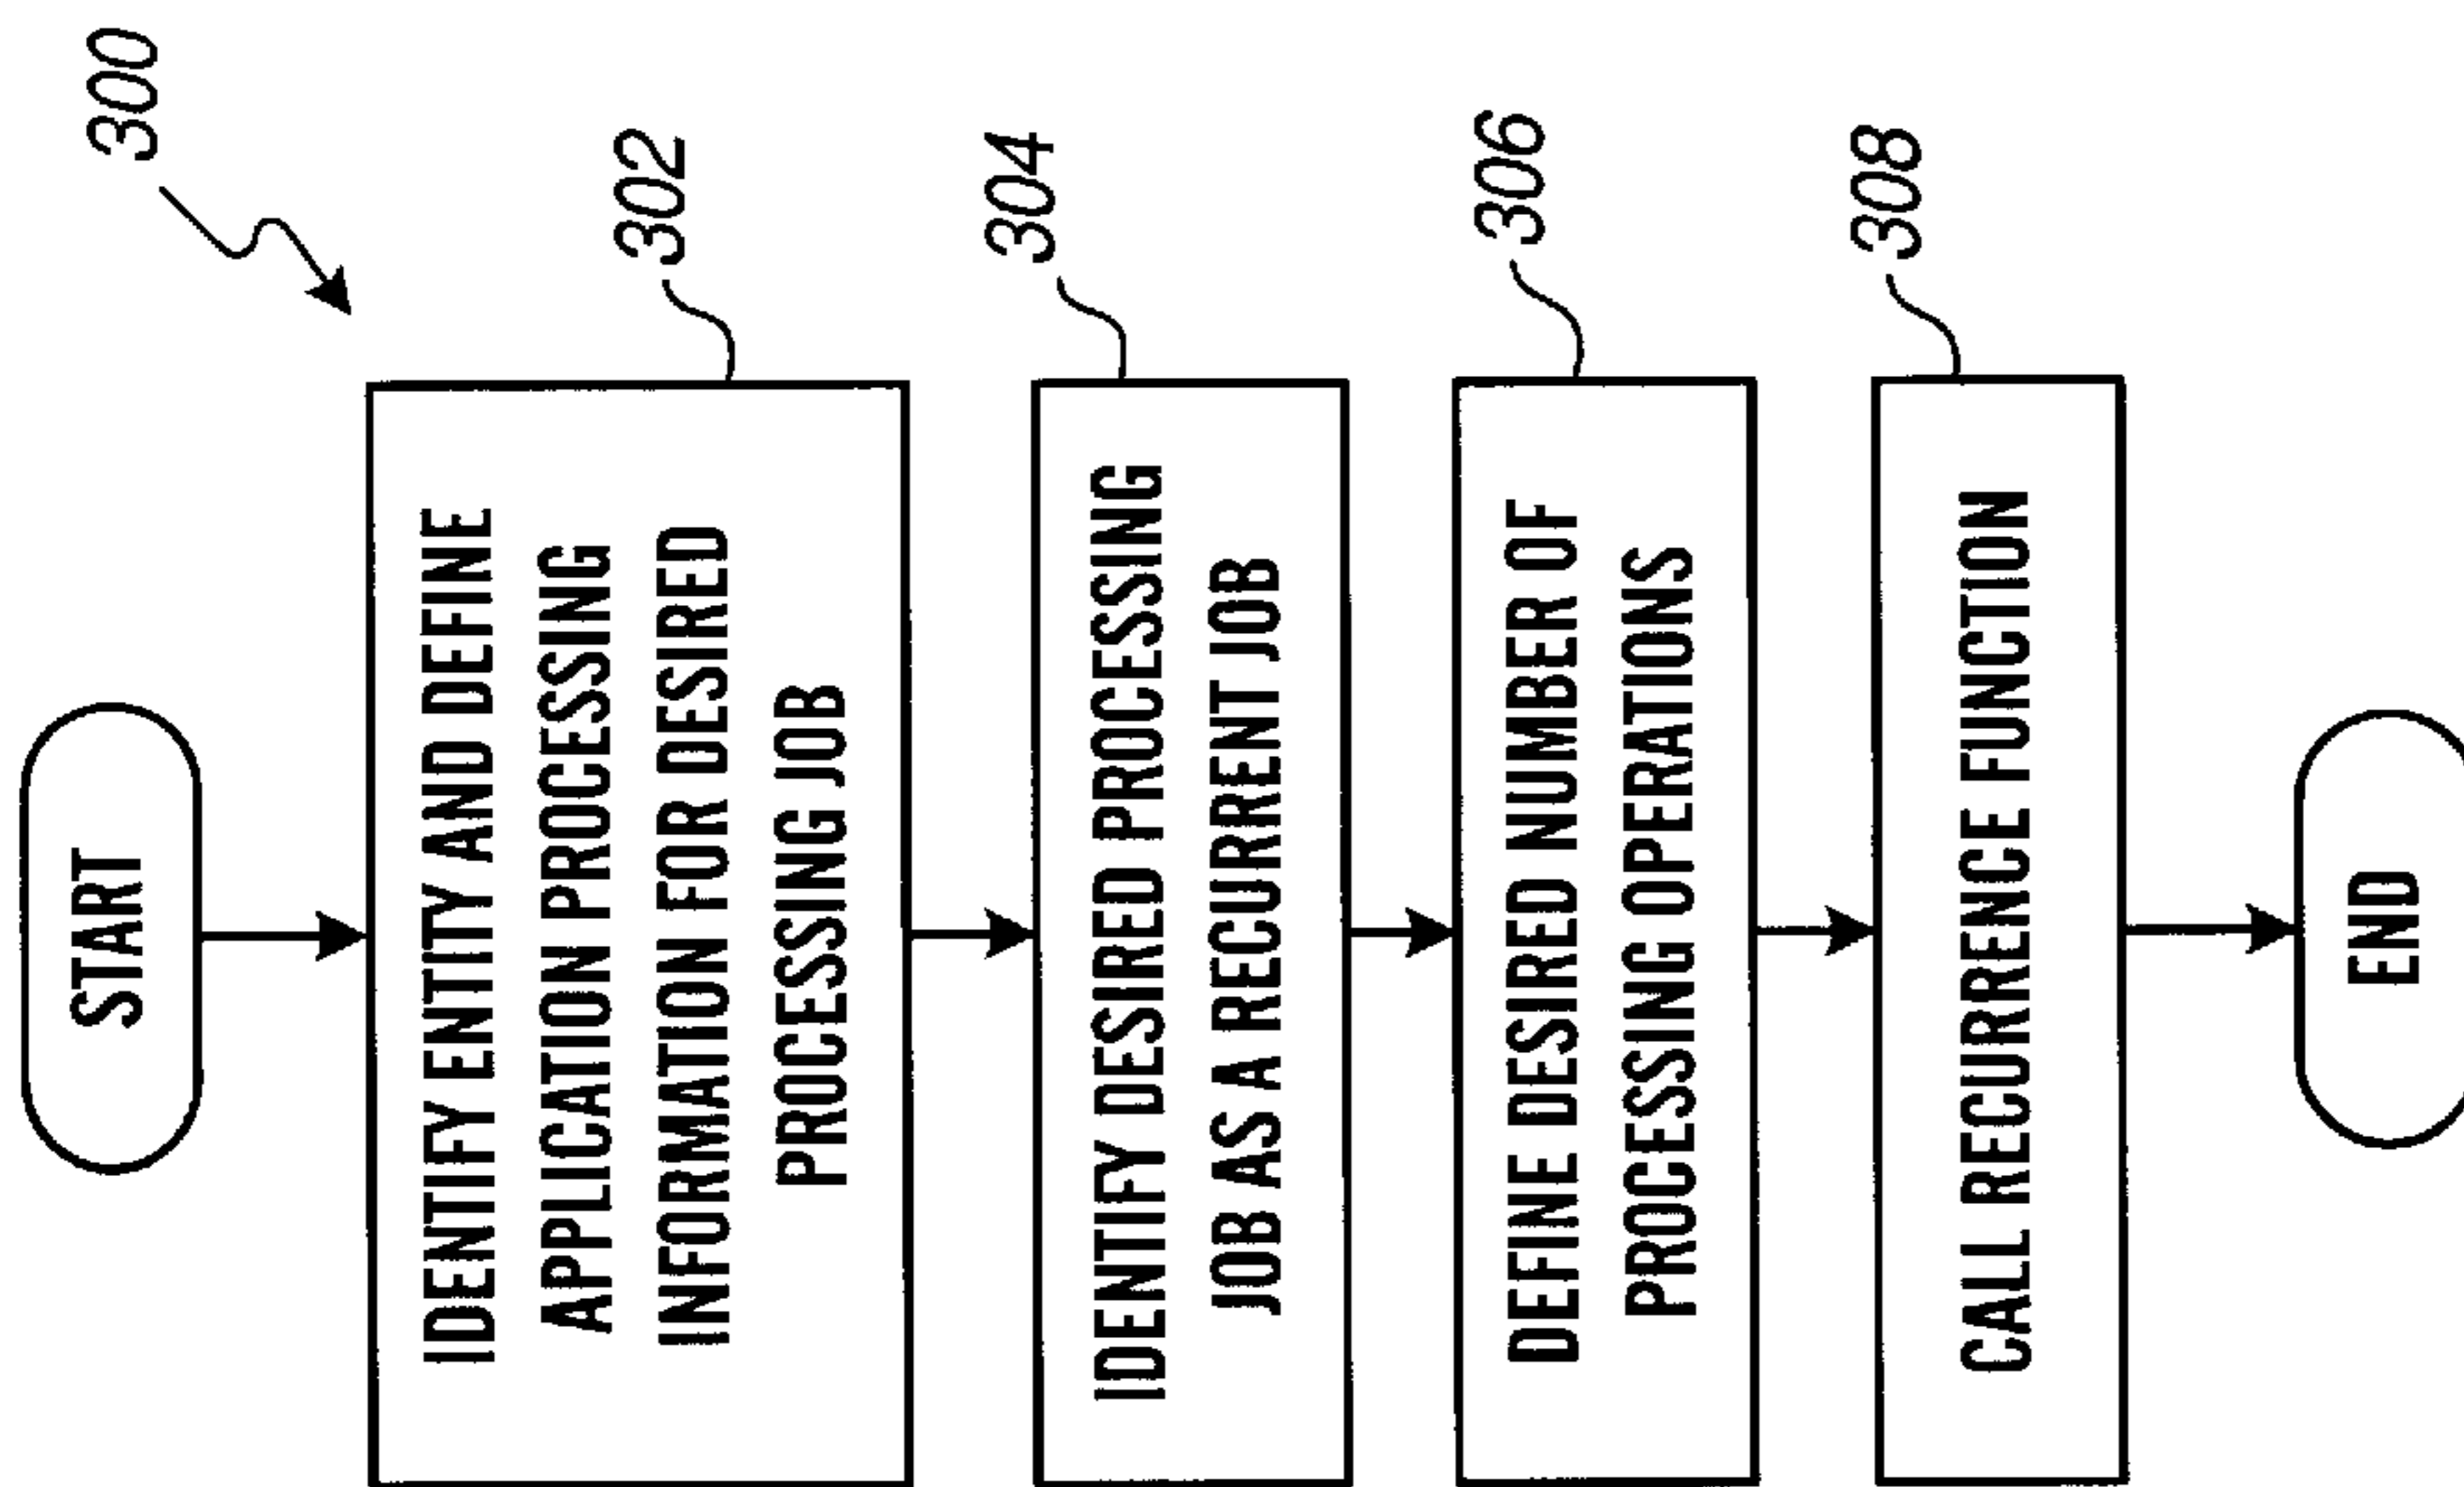 300
START
IDENTIFY ENTITY AND DEFINE
APPLICATION PROCESSING
INFORMATION FOR DESIRED
PROCESSING JOB
302
IDENTIFY DESIRED PROCESSING
JOB AS A RECURRENT JOB
304
DEFINE DESIRED NUMBER OF
PROCESSING OPERATIONS
306
CALL RECURRENCE FUNCTION
308
END